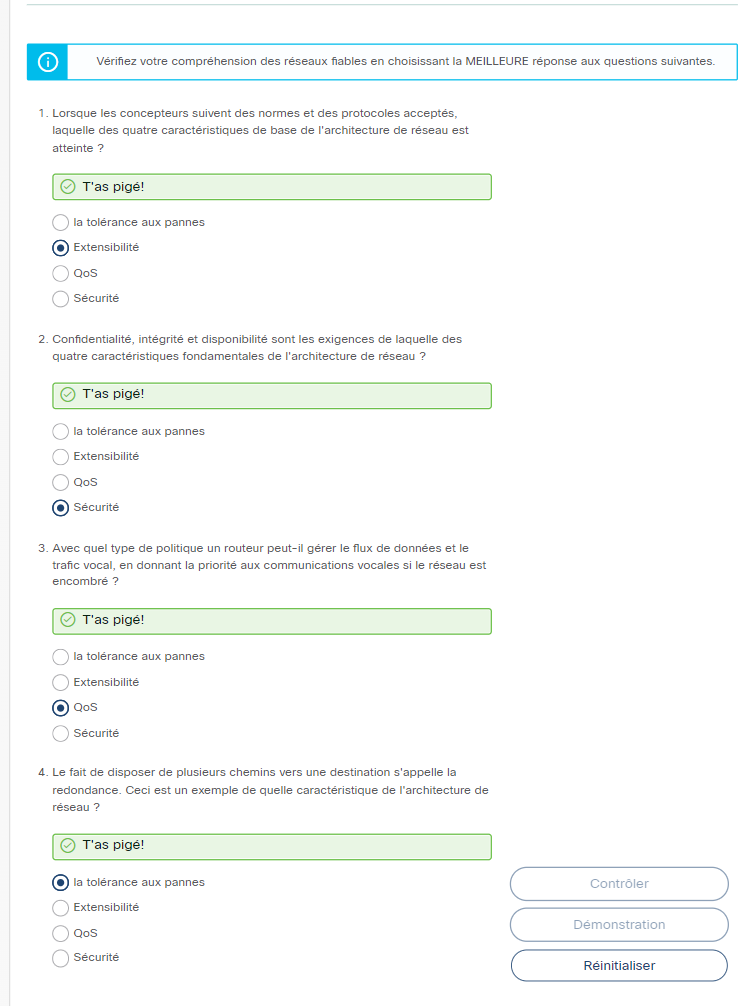 Vérifiez votre compréhension des réseaux fiables en choisissant la MEILLEURE réponse aux questions suivantes.
1. Lorsque les concepteurs suivent des normes et des protocoles acceptés,
laquelle des quatre caractéristiques de base de l'architecture de réseau est
atteinte ?
T'as pigé!
la tolérance aux pannes
Extensibilité
QoS
Sécurité
2. Confidentialité, intégrité et disponibilité sont les exigences de laquelle des
quatre caractéristiques fondamentales de l'architecture de réseau ?
T'as pigé!
la tolérance aux pannes
Extensibilité
QoS
Sécurité
3. Avec quel type de politique un routeur peut-il gérer le flux de données et le
trafic vocal, en donnant la priorité aux communications vocales si le réseau est
encombré ?
T'as pigé!
la tolérance aux pannes
Extensibilité
QoS
Sécurité
4. Le fait de disposer de plusieurs chemins vers une destination s'appelle la
redondance. Ceci est un exemple de quelle caractéristique de l'architecture de
réseau ?
T'as pigé!
la tolérance aux pannes
Extensibilité
QoS
Sécurité
Contrôler
Démonstration
Réinitialiser